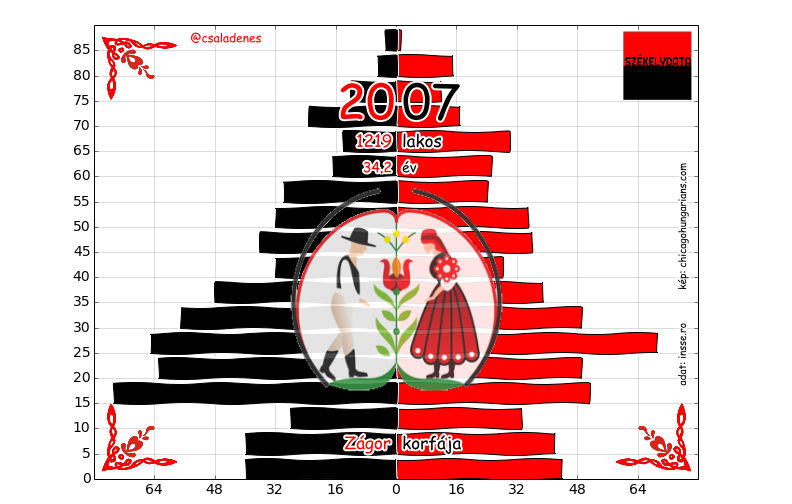 @csaladenes
SZÉKELYDATA
2007
1219 lakos
34,2 év
kép: chicagohungarians.com
adat: insse.ro
Zágor korfája
85
80
75
70
65
60
55
50
45
40
35
30
25
20
15
10
5
0
64 48 32 16 0 16 32 48 64